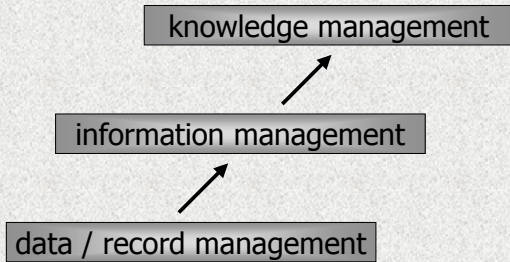 knowledge management
information management
data / record management